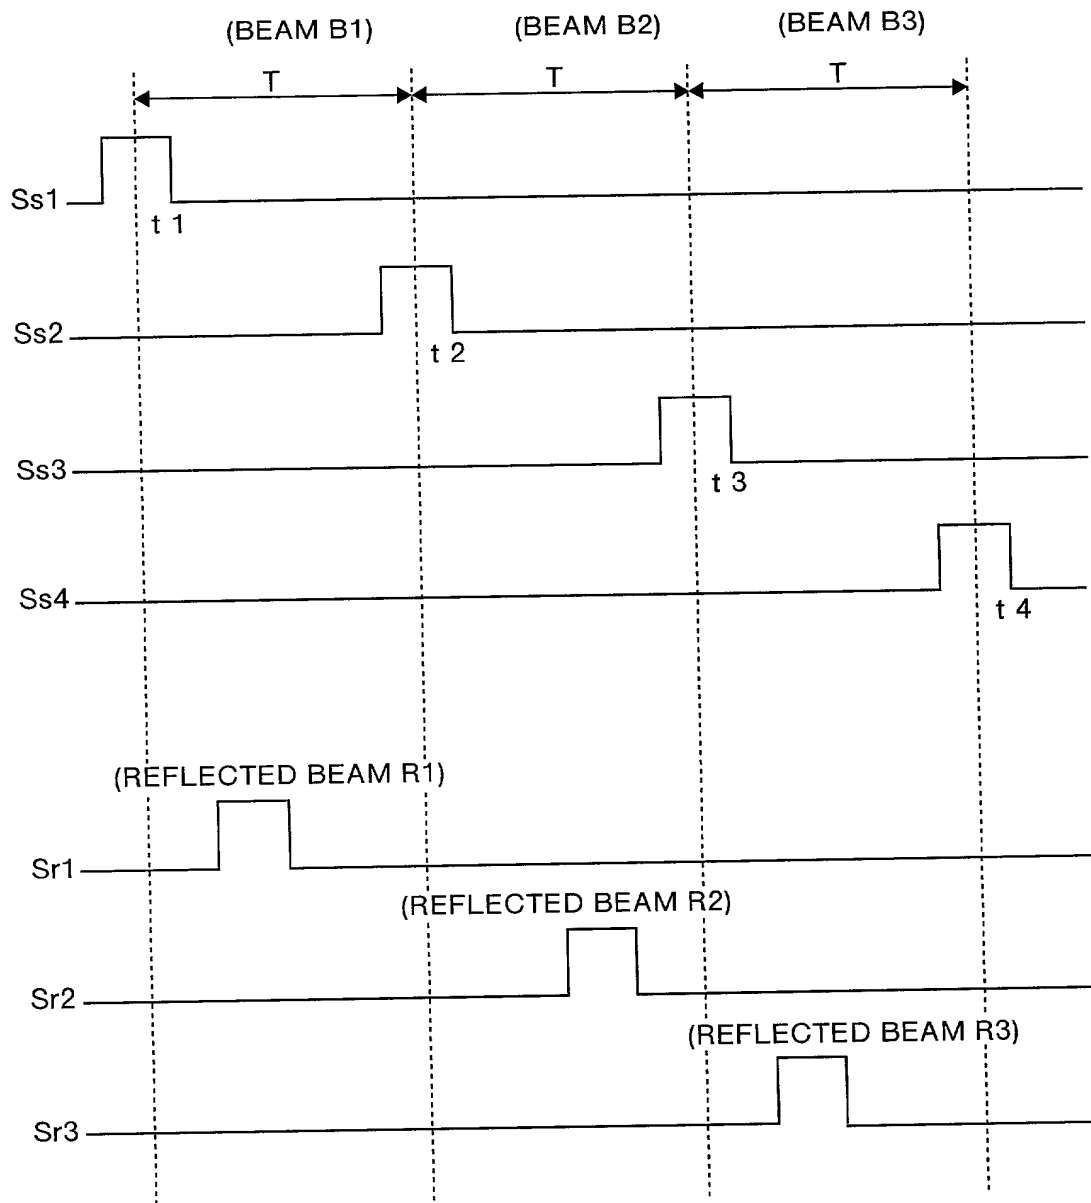 (BEAM B1) (BEAM B2) (BEAM B3)
T T T
Ss1
t 1
Ss2
t 2
Ss3
t 3
Ss4
t 4
(REFLECTED BEAM R1)
Sr1
(REFLECTED BEAM R2)
Sr2
(REFLECTED BEAM R3)
Sr3